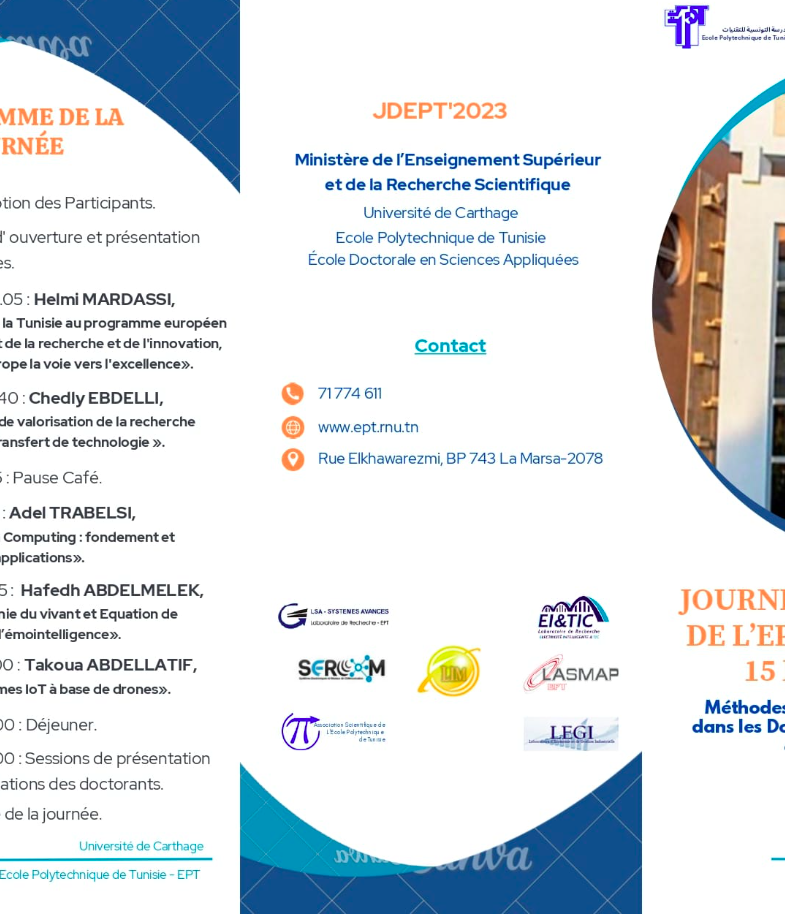 MME DE LA
RNÉE
tion des Participants.
d' ouverture et présentation
es.
.05 : Helmi MARDASSI,
la Tunisie au programme européen
t de la recherche et de l'innovation,
rope la voie vers l'excellence».
40 : Chedly EBDELLI,
de valorisation de la recherche
ransfert de technologie ».
5 : Pause Café.
: Adel TRABELSI,
Computing : fondement et
applications».
5 : Hafedh ABDELMELEK,
mie du vivant et Equation de
l'émointelligence».
00 : Takoua ABDELLATIF,
mes IoT à base de drones».
00 : Déjeuner.
00 : Sessions de présentation
ations des doctorants.
de la journée.
Université de Carthage
Ecole Polytechnique de Tunisie - EPT
JDEPT'2023
Ministère de l’Enseignement Supérieur
et de la Recherche Scientifique
Université de Carthage
Ecole Polytechnique de Tunisie
École Doctorale en Sciences Appliquées
Contact
71 774 611
www.ept.rnu.tn
Rue Elkhawarezmi, BP 743 La Marsa-2078
LSA - SYSTEMES AVANCES
Laboratoire de Recherche - EPT
EI&TIC
Laboratoire de Recherche
SERCOM
LIM
LASMAP
EPT
Association Scientifique de
L'Ecole Polytechnique
de Tunisie
LEGI
Canva
درسة التونسية للتقنيات
Ecole Polytechnique de Tuni
JOURN
DE L’E
15
Méthodes
dans les Do